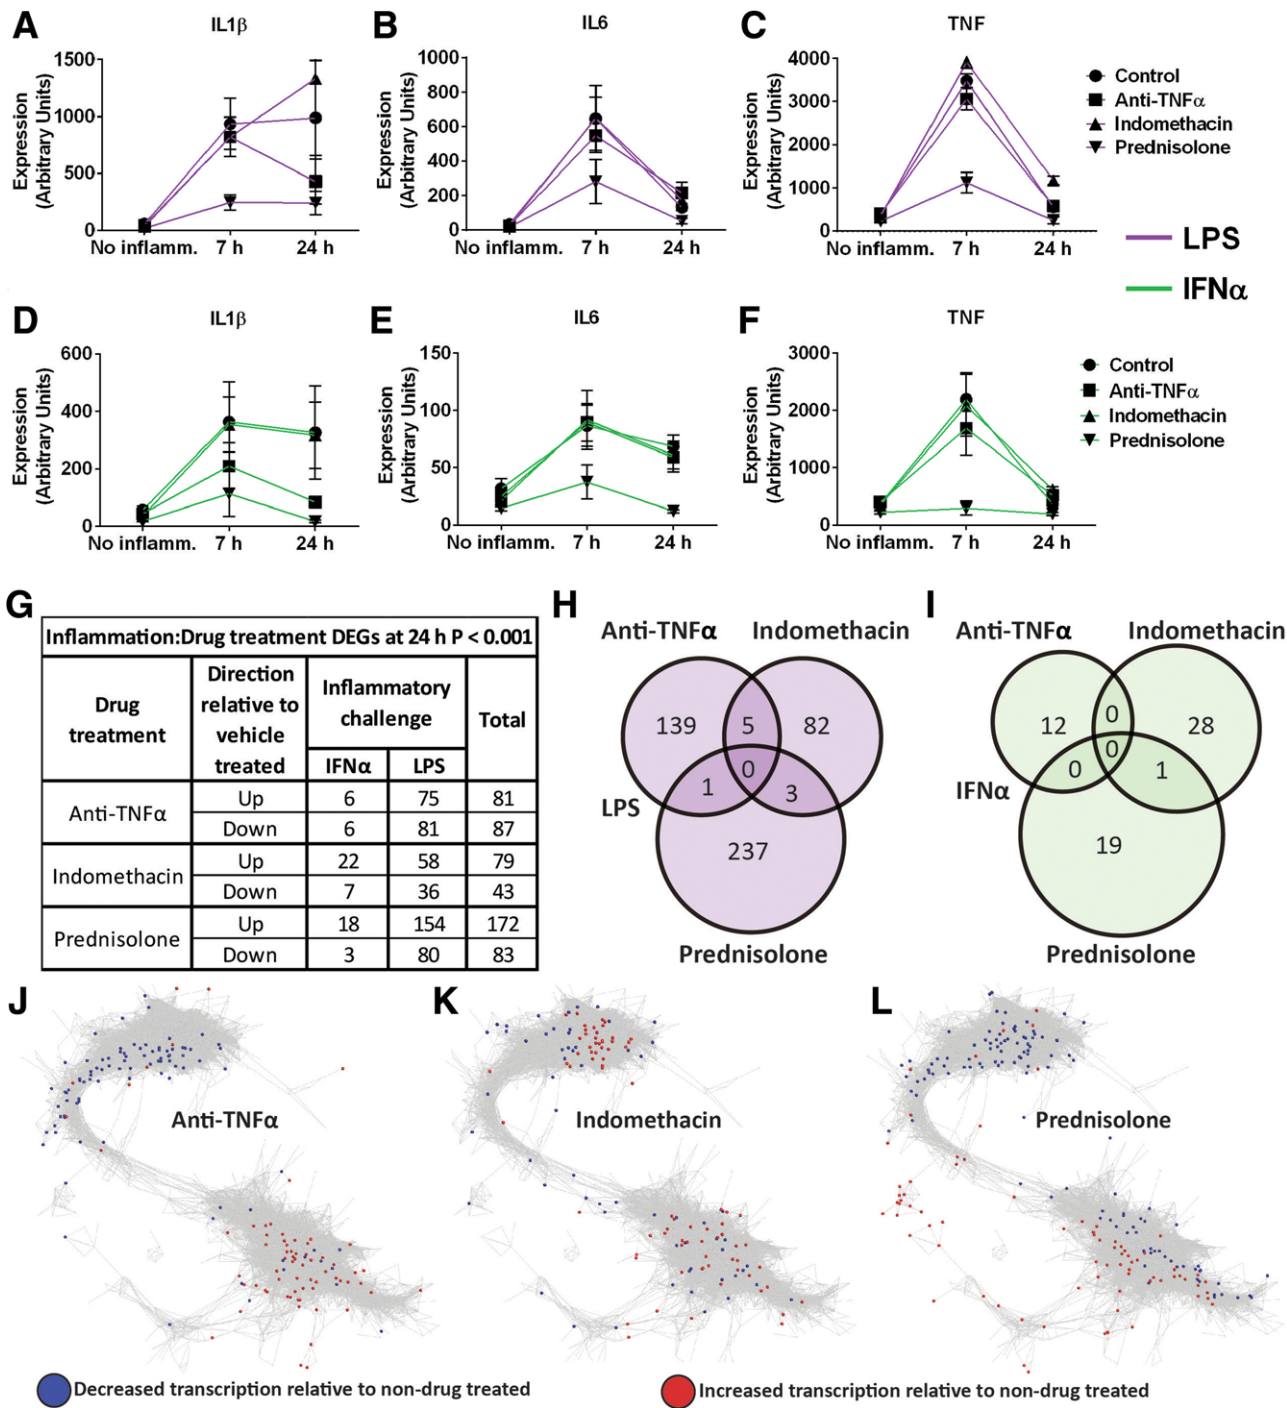 A
IL1β
Expression
(Arbitrary Units)
1500
1000
500
0
No inflamm. 7 h 24 h
B
IL6
Expression
(Arbitrary Units)
1000
800
600
400
200
0
No inflamm. 7 h 24 h
C
TNF
Expression
(Arbitrary Units)
4000
3000
2000
1000
0
No inflamm. 7 h 24 h
Control
Anti-TNFα
Indomethacin
Prednisolone
LPS
IFNα
D
IL1β
Expression
(Arbitrary Units)
600
400
200
0
No inflamm. 7 h 24 h
E
IL6
Expression
(Arbitrary Units)
150
100
50
0
No inflamm. 7 h 24 h
F
TNF
Expression
(Arbitrary Units)
3000
2000
1000
0
No inflamm. 7 h 24 h
Control
Anti-TNFα
Indomethacin
Prednisolone
G
Inflammation:Drug treatment DEGs at 24 h P < 0.001
Drug
treatment
Direction
relative to
vehicle
treated
Inflammatory
challenge
Total
IFNα LPS
Anti-TNFα
Up 6 75 81
Down 6 81 87
Indomethacin
Up 22 58 79
Down 7 36 43
Prednisolone
Up 18 154 172
Down 3 80 83
H
Anti-TNFα Indomethacin
139 5 82
0
1 3
LPS
237
Prednisolone
I
Anti-TNFα Indomethacin
12 0 28
0
0 1
IFNα
19
Prednisolone
J
Anti-TNFα
K
Indomethacin
L
Prednisolone
Decreased transcription relative to non-drug treated
Increased transcription relative to non-drug treated